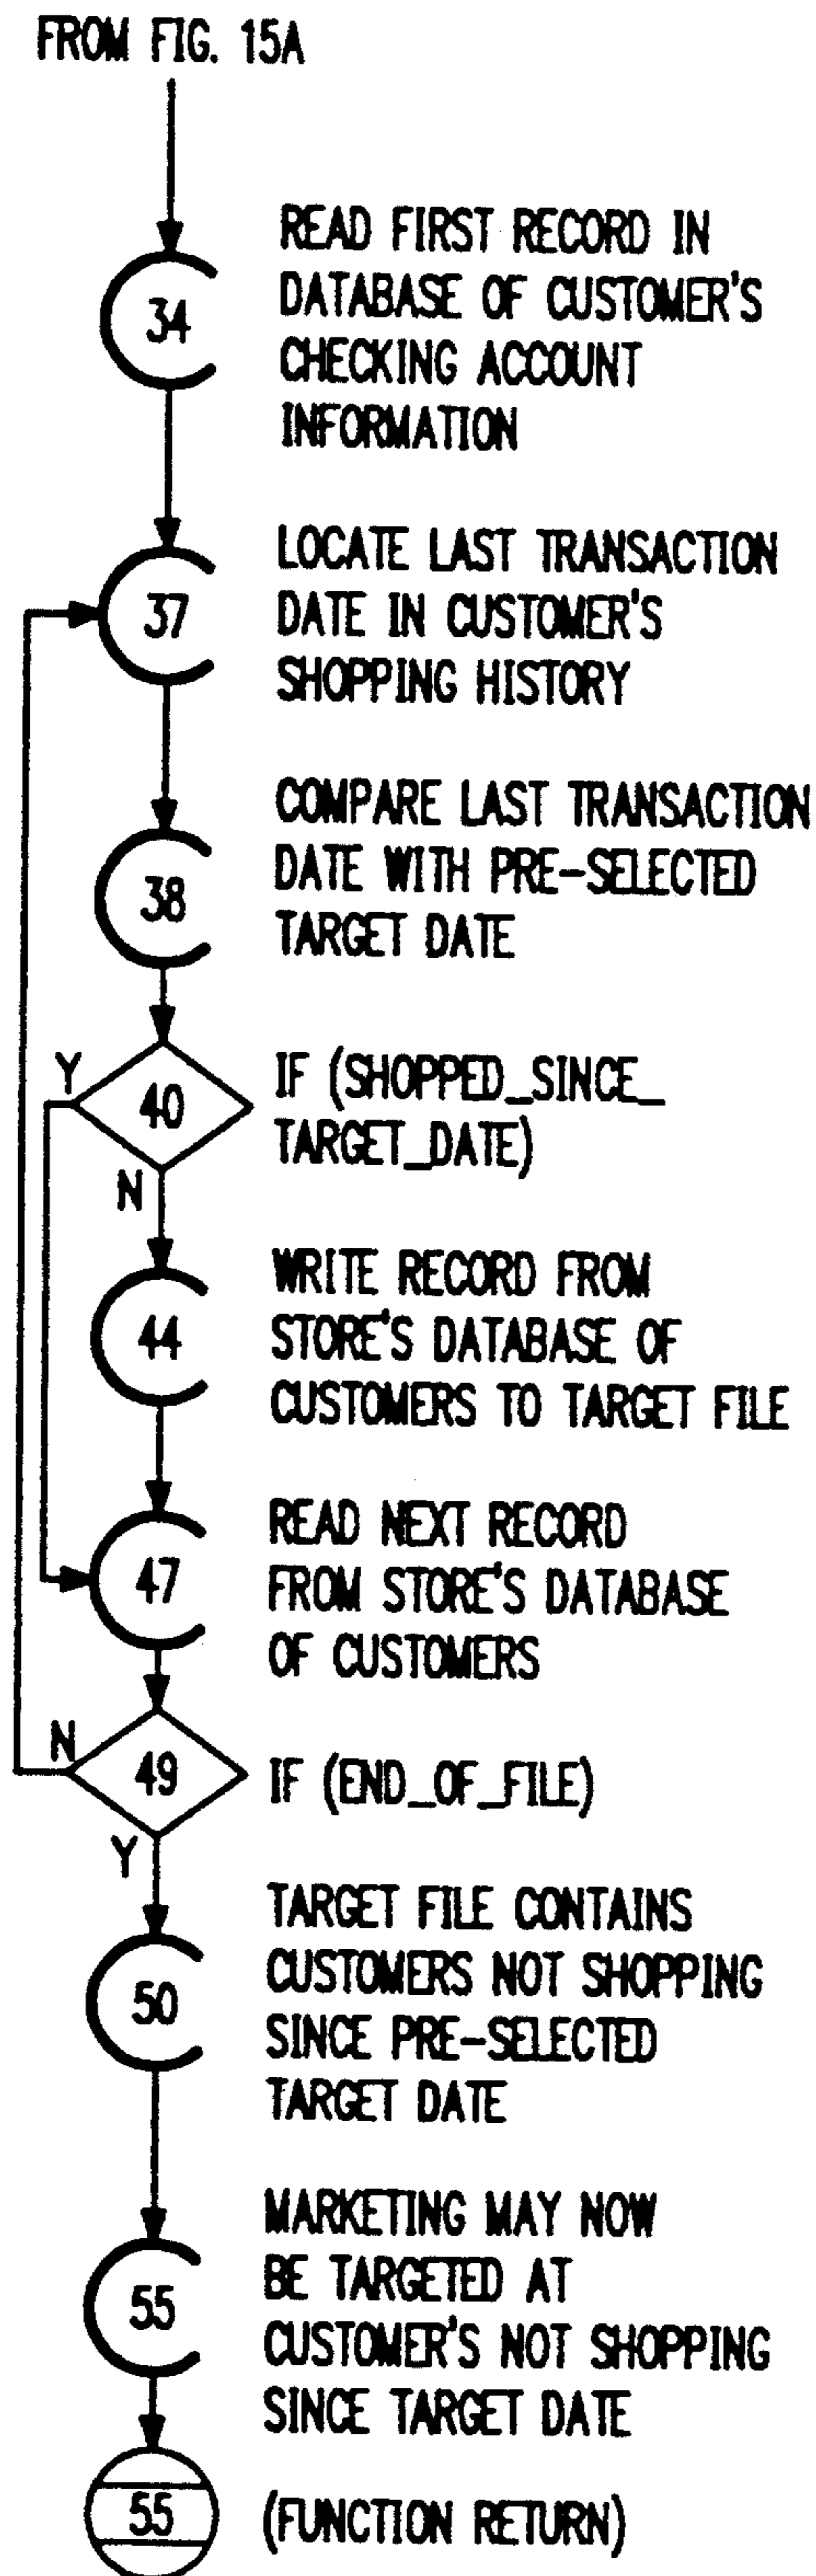 FROM FIG. 15A
34
READ FIRST RECORD IN
DATABASE OF CUSTOMER'S
CHECKING ACCOUNT
INFORMATION
37
LOCATE LAST TRANSACTION
DATE IN CUSTOMER'S
SHOPPING HISTORY
38
COMPARE LAST TRANSACTION
DATE WITH PRE-SELECTED
TARGET DATE
Y
40
N
IF (SHOPPED_SINCE_
TARGET_DATE)
44
WRITE RECORD FROM
STORE'S DATABASE OF
CUSTOMERS TO TARGET FILE
47
READ NEXT RECORD
FROM STORE'S DATABASE
OF CUSTOMERS
N
49
Y
IF (END_OF_FILE)
50
TARGET FILE CONTAINS
CUSTOMERS NOT SHOPPING
SINCE PRE-SELECTED
TARGET DATE
55
MARKETING MAY NOW
BE TARGETED AT
CUSTOMER'S NOT SHOPPING
SINCE TARGET DATE
55
(FUNCTION RETURN)